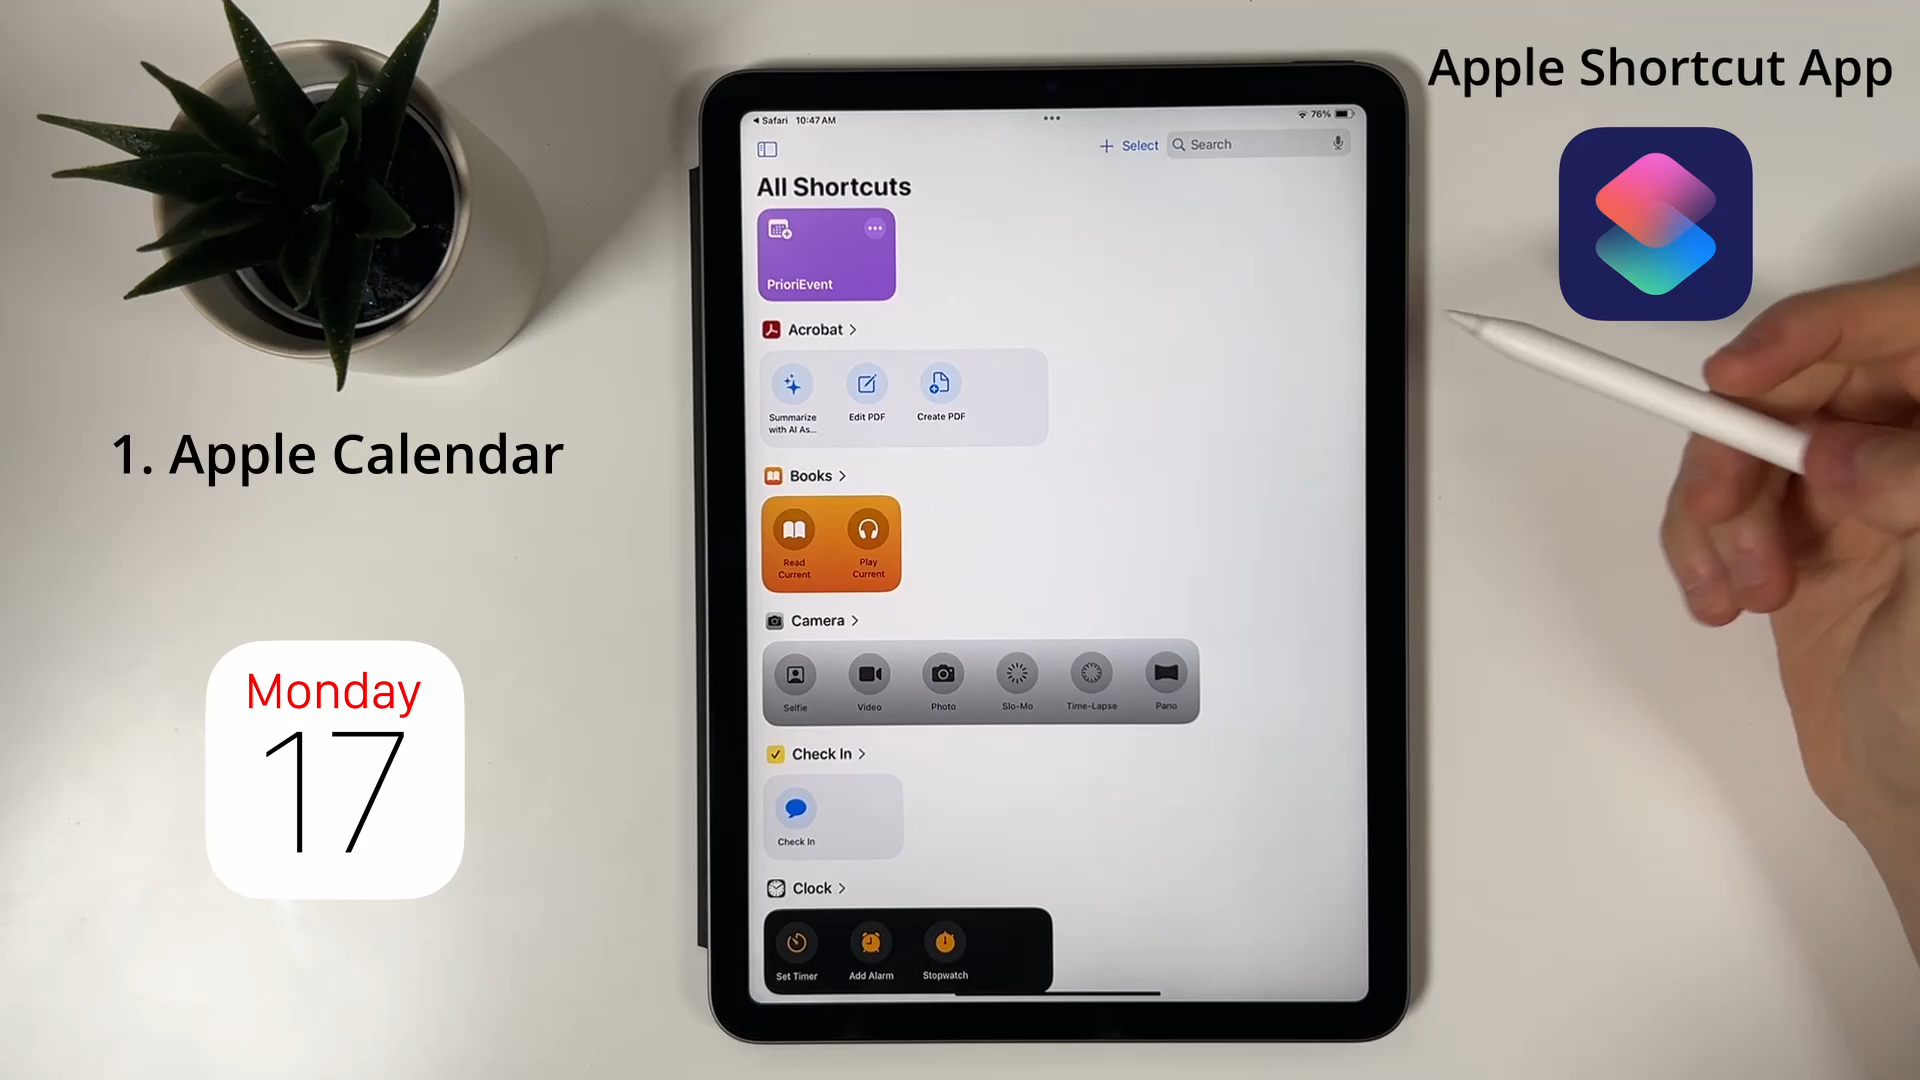 Apple Shortcut App
Safari 10:47 AM
76%
Select
Search
All Shortcuts
PrioriEvent
Acrobat
Summarize
with AI As...
Edit PDF
Create PDF
1. Apple Calendar
Books
Read
Current
Play
Current
Camera
Selfie
Video
Photo
Slo-Mo
Time-Lapse
Pano
Monday
17
Check In
Check In
Clock
Set Timer
Add Alarm
Stopwatch